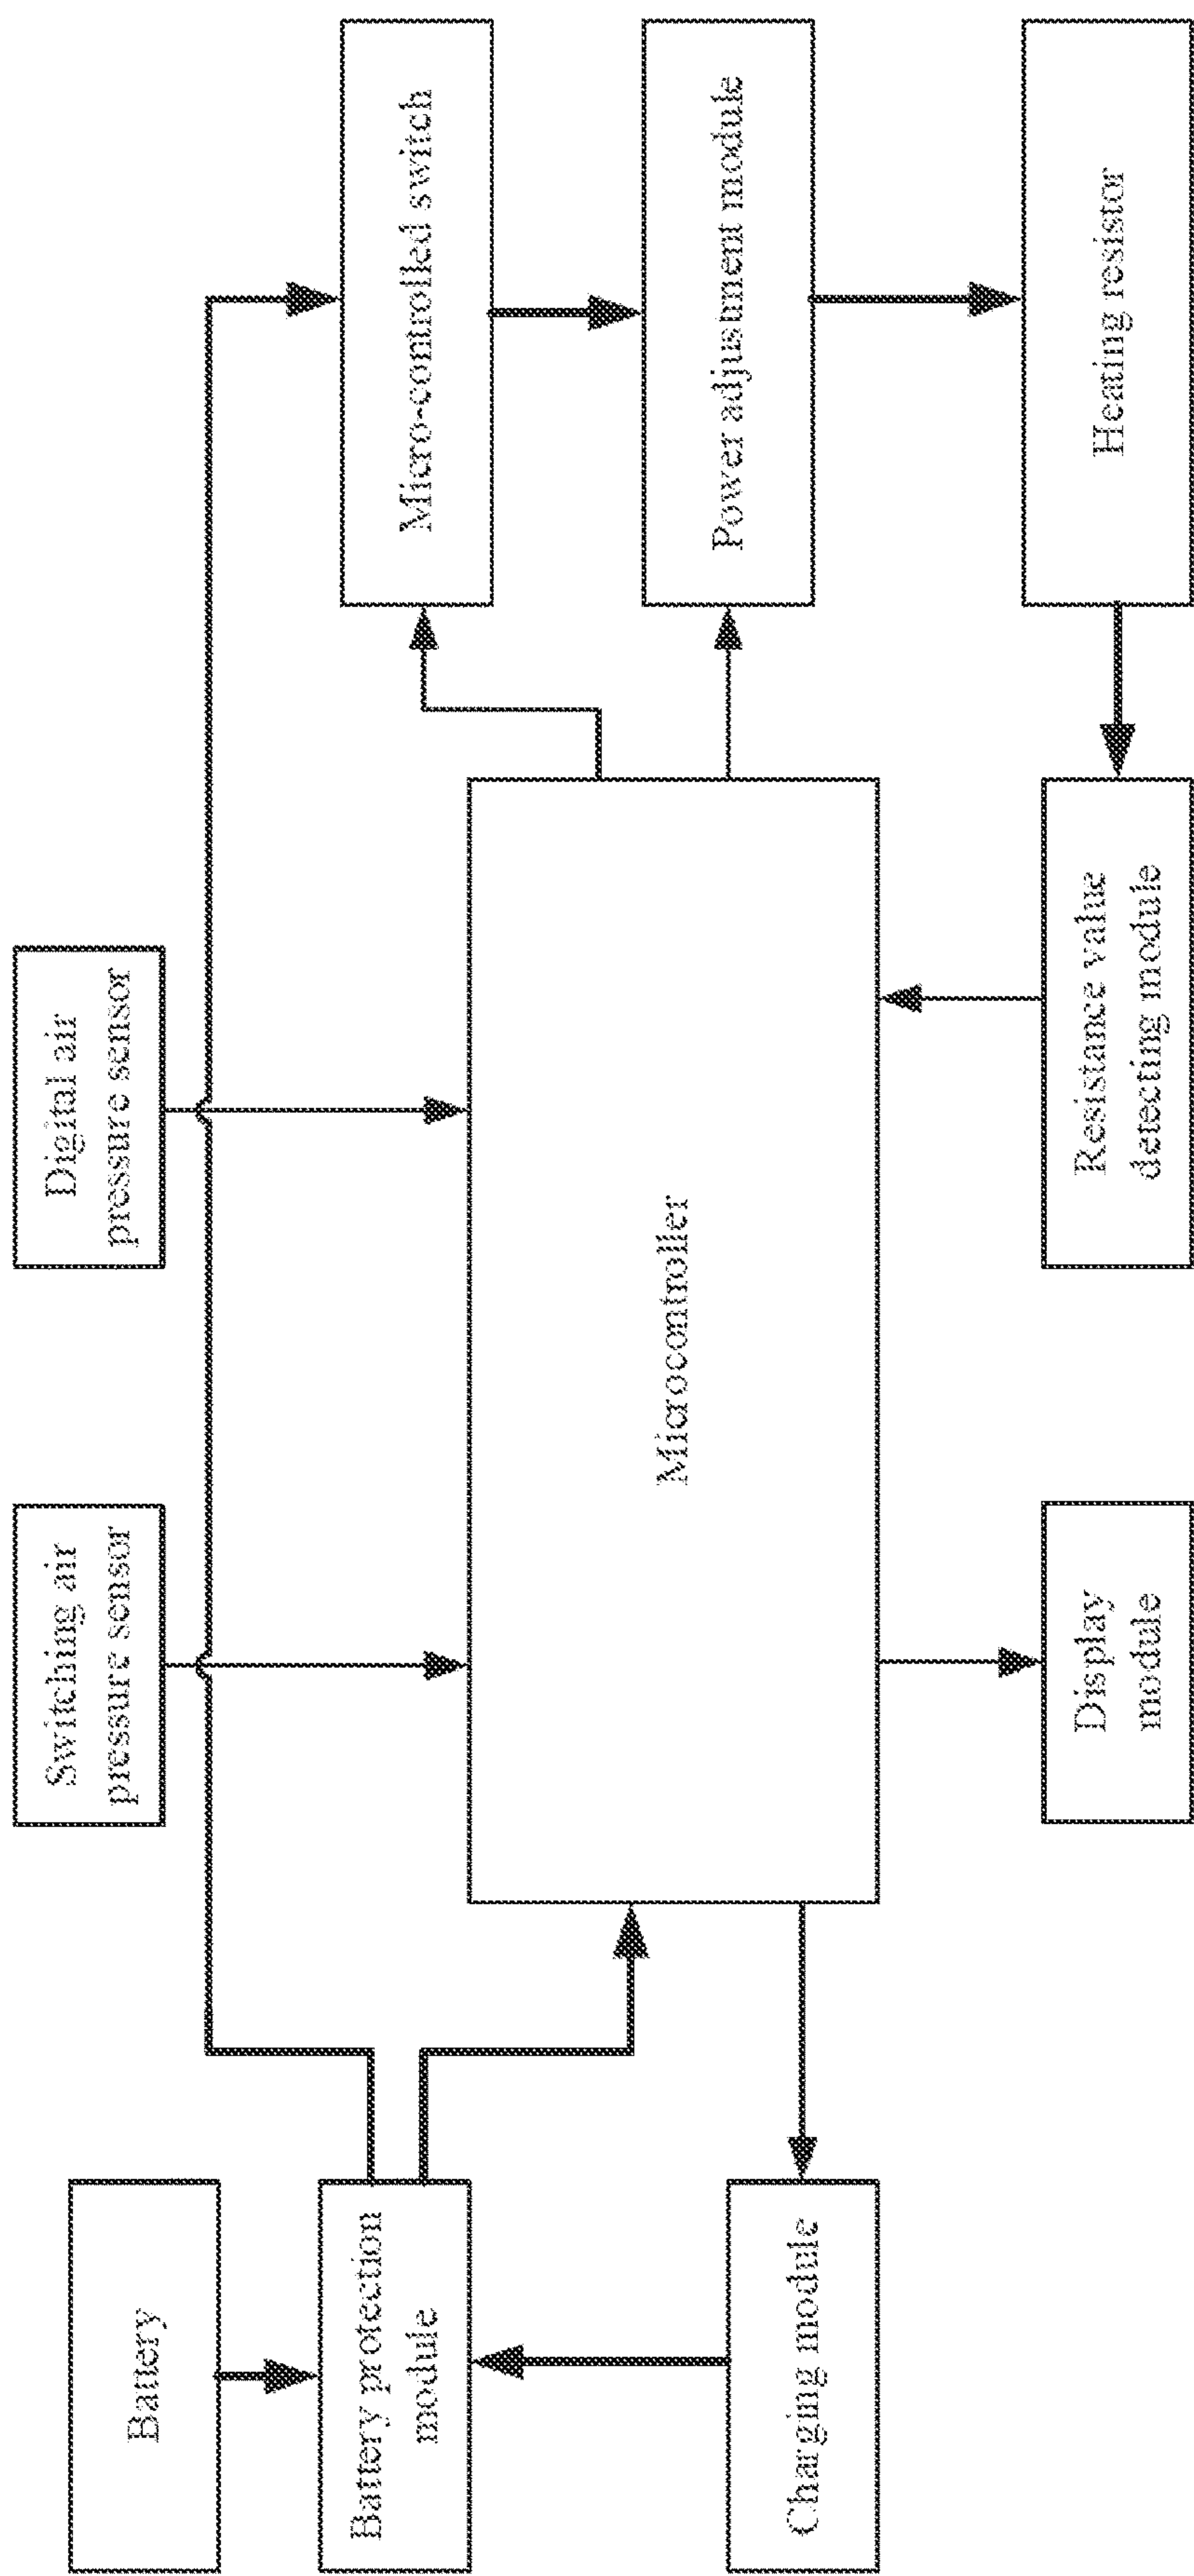 Battery
Battery protection
module
Charging module
Switching air
pressure sensor
Digital air
pressure sensor
Microcontroller
Display
module
Resistance value
detecting module
Micro-controlled switch
Power adjustment module
Heating resistor